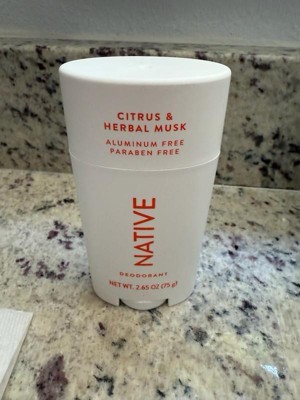 CITRUS &
HERBAL MUSK
ALUMINUM FREE
PARABEN FREE
NATIVE
DEODORANT
NET WT. 2.65 OZ (75 g)